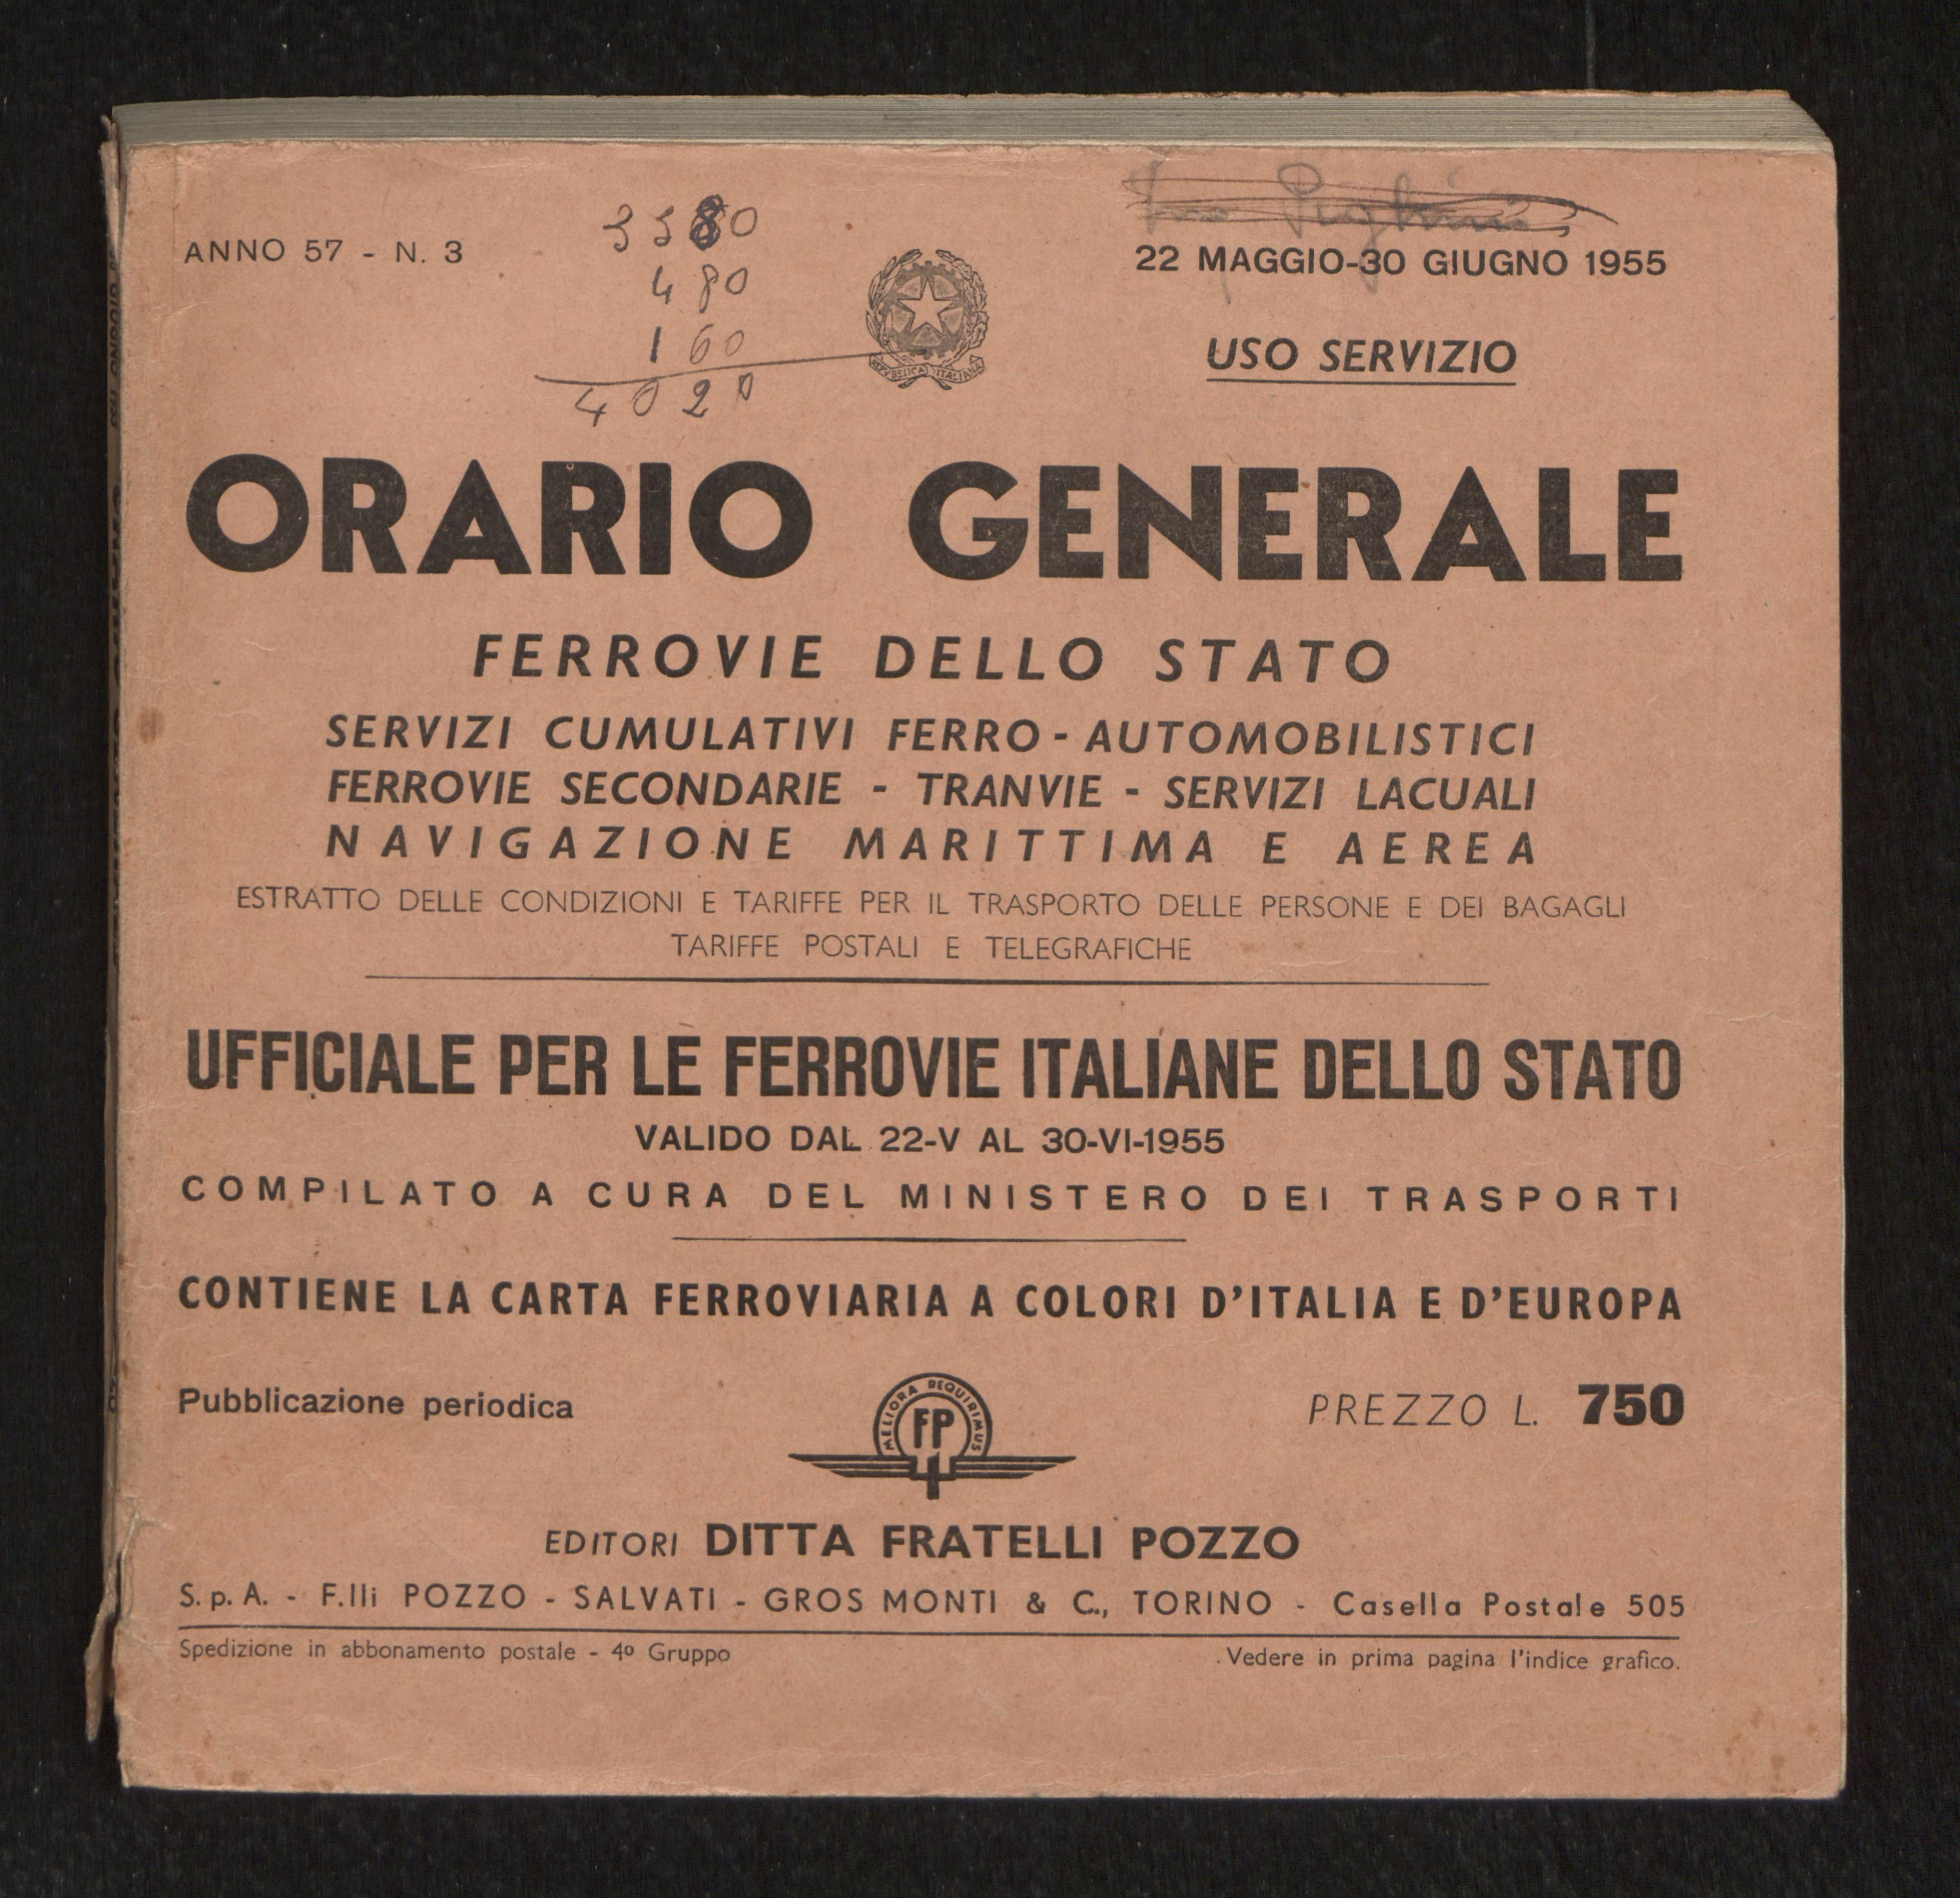 ANNO 57 - N. 3
3380
480
160
4020
REPVBBLICA ITALIANA
22 MAGGIO-30 GIUGNO 1955
USO SERVIZIO
ORARIO GENERALE
FERROVIE DELLO STATO
SERVIZI CUMULATIVI FERRO-AUTOMOBILISTICI
FERROVIE SECONDARIE - TRANVIE - SERVIZI LACUALI
NAVIGAZIONE MARITTIMA E AEREA
ESTRATTO DELLE CONDIZIONI E TARIFFE PER IL TRASPORTO DELLE PERSONE E DEI BAGAGLI
TARIFFE POSTALI E TELEGRAFICHE
UFFICIALE PER LE FERROVIE ITALIANE DELLO STATO
VALIDO DAL 22-V AL 30-VI-1955
COMPILATO A CURA DEL MINISTERO DEI TRASPORTI
CONTIENE LA CARTA FERROVIARIA A COLORI D'ITALIA E D'EUROPA
Pubblicazione periodica
MELIORA REQUIRIMUS
FP
PREZZO L. 750
EDITORI DITTA FRATELLI POZZO
S.p.A. - F.lli POZZO - SALVATI - GROS MONTI & C., TORINO - Casella Postale 505
Spedizione in abbonamento postale - 4º Gruppo
Vedere in prima pagina l'indice grafico.